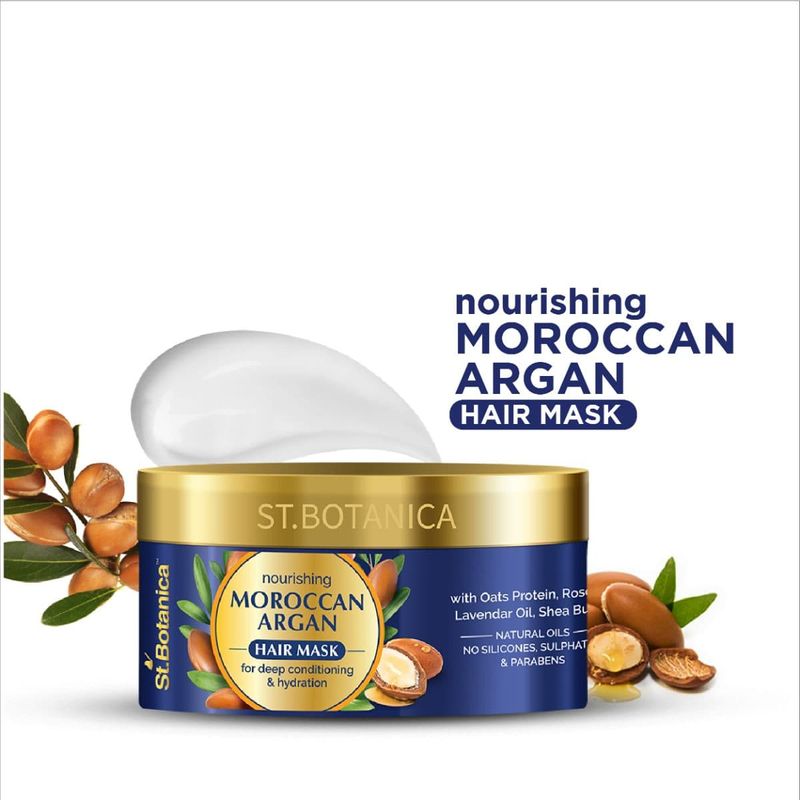 nourishing
MOROCCAN
ARGAN
HAIR MASK
ST.BOTANICA
St.Botanica™
nourishing
MOROCCAN
ARGAN
HAIR MASK
for deep conditioning
& hydration
with Oats Protein, Rose
Lavendar Oil, Shea Bu
NATURAL OILS
NO SILICONES, SULPHAT
& PARABENS